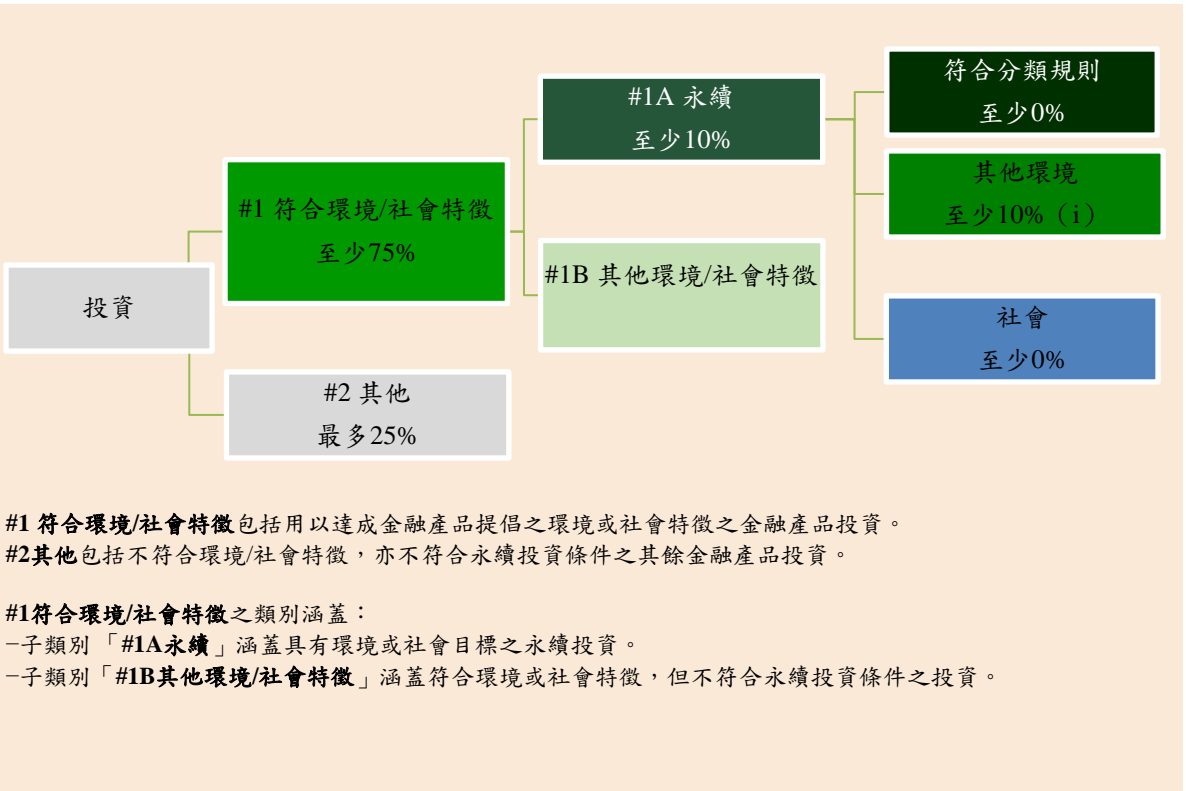 符合分類規則
至少0%
#1A 永續
至少10%
其他環境
至少10%（i）
#1 符合環境/社會特徵
至少75%
#1B 其他環境/社會特徵
投資
社會
至少0%
#2 其他
最多25%
#1 符合環境/社會特徵包括用以達成金融產品提倡之環境或社會特徵之金融產品投資。
#2其他包括不符合環境/社會特徵，亦不符合永續投資條件之其餘金融產品投資。
#1符合環境/社會特徵之類別涵蓋：
−子類別「#1A永續」涵蓋具有環境或社會目標之永續投資。
−子類別「#1B其他環境/社會特徵」涵蓋符合環境或社會特徵，但不符合永續投資條件之投資。